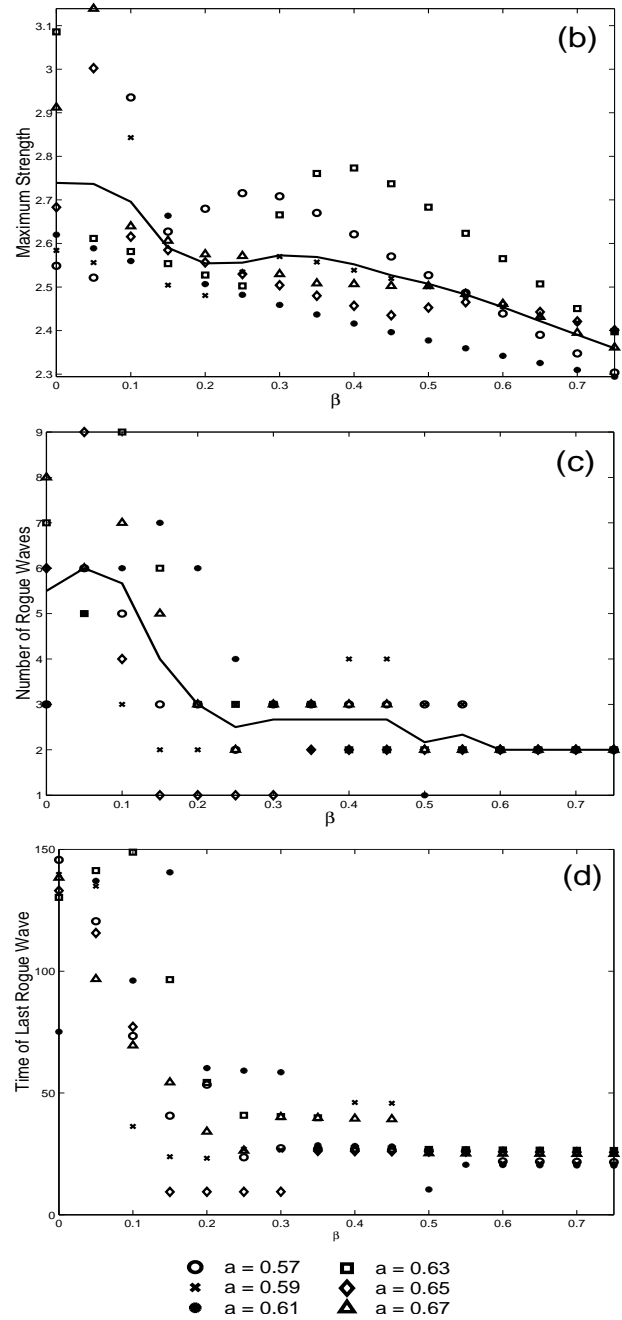 (b)
3.1
3
2.9
2.8
2.7
2.6
2.5
2.4
2.3
Maximum Strength
0 0.1 0.2 0.3 0.4 0.5 0.6 0.7
β
(c)
9
8
7
6
5
4
3
2
1
Number of Rogue Waves
0 0.1 0.2 0.3 0.4 0.5 0.6 0.7
β
(d)
150
100
50
0
Time of Last Rogue Wave
0 0.1 0.2 0.3 0.4 0.5 0.6 0.7
β
a = 0.57 a = 0.63
a = 0.59 a = 0.65
a = 0.61 a = 0.67